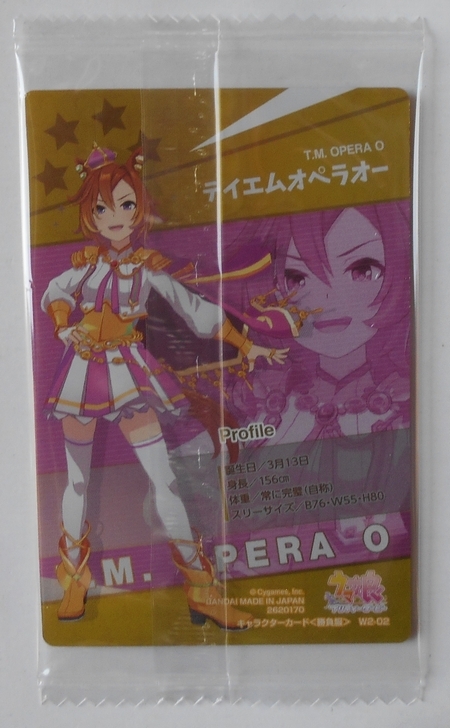 T.M. OPERA O
テイエムオペラオー
Profile
誕生日／3月13日
身長／156cm
体重 常に完璧(自称)
スリーサイズ B76・W55・H80
M. OPERA O
© Cygames, Inc.
BANDAI MADE IN JAPAN
2620170
キャラクターカード<勝負服> W2-02